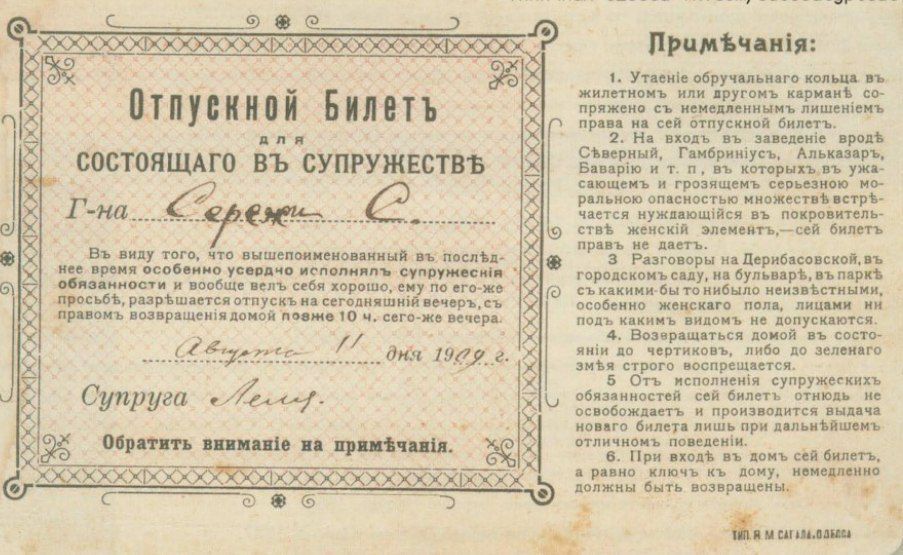 Отпускной Билетъ
для
СОСТОЯЩАГО ВЪ СУПРУЖЕСТВѢ
Г-на Сережи С.
Въ виду того, что вышепоименованный въ послѣд-
нее время особенно усердно исполнялъ супружескія
обязанности и вообще велъ себя хорошо, ему по его-же
просьбѣ, разрѣшается отпускъ на сегодняшній вечеръ, съ
правомъ возвращенія домой позже 10 ч. сего-же вечера.
Августа 11 дня 1909 г.
Супруга Леля.
Обратить вниманіе на примѣчанія.
Примѣчанія:
1. Утаеніе обручальнаго кольца въ
жилетномъ или другомъ карманѣ со-
пряжено съ немедленнымъ лишеніемъ
права на сей отпускной билетъ.
2. На входъ въ заведеніе вродѣ
Сѣверный, Гамбриніусъ, Альказаръ,
Баварію и т. п, въ которыхъ въ ужа-
сающемъ и грозящемъ серьезною мо-
ральною опасностью множествѣ встрѣ-
чается нуждающійся въ покровитель-
ствѣ женскій элементъ,—сей билетъ
правъ не даетъ.
3 Разговоры на Дерибасовской, въ
городскомъ саду, на бульварѣ, въ паркѣ
съ какими-бы то нибыло неизвѣстными,
особенно женскаго пола, лицами ни
подъ какимъ видомъ не допускаются.
4. Возвращаться домой въ состо-
яніи до чертиковъ, либо до зеленаго
змѣя строго воспрещается.
5 Отъ исполненія супружескихъ
обязанностей сей билетъ отнюдь не
освобождаетъ и производится выдача
новаго билета лишь при дальнѣйшемъ
отличномъ поведеніи.
6. При входѣ въ домъ сей билетъ,
а равно ключъ къ дому, немедленно
должны быть возвращены.
ТИП. Я М САГАЛА. ОДЕССА